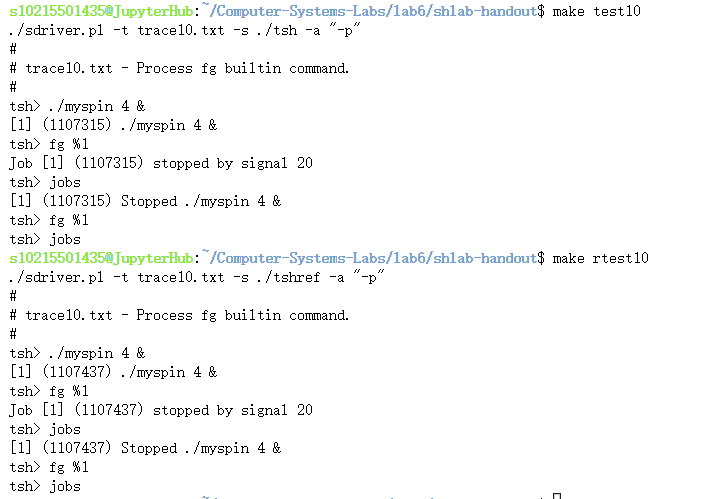 s10215501435@JupyterHub:~/Computer-Systems-Labs/lab6/shlab-handout$ make test10
./sdriver.pl -t trace10.txt -s ./tsh -a "-p"
#
# trace10.txt - Process fg builtin command.
#
tsh> ./myspin 4 &
[1] (1107315) ./myspin 4 &
tsh> fg %1
Job [1] (1107315) stopped by signal 20
tsh> jobs
[1] (1107315) Stopped ./myspin 4 &
tsh> fg %1
tsh> jobs
s10215501435@JupyterHub:~/Computer-Systems-Labs/lab6/shlab-handout$ make rtest10
./sdriver.pl -t trace10.txt -s ./tshref -a "-p"
#
# trace10.txt - Process fg builtin command.
#
tsh> ./myspin 4 &
[1] (1107437) ./myspin 4 &
tsh> fg %1
Job [1] (1107437) stopped by signal 20
tsh> jobs
[1] (1107437) Stopped ./myspin 4 &
tsh> fg %1
tsh> jobs